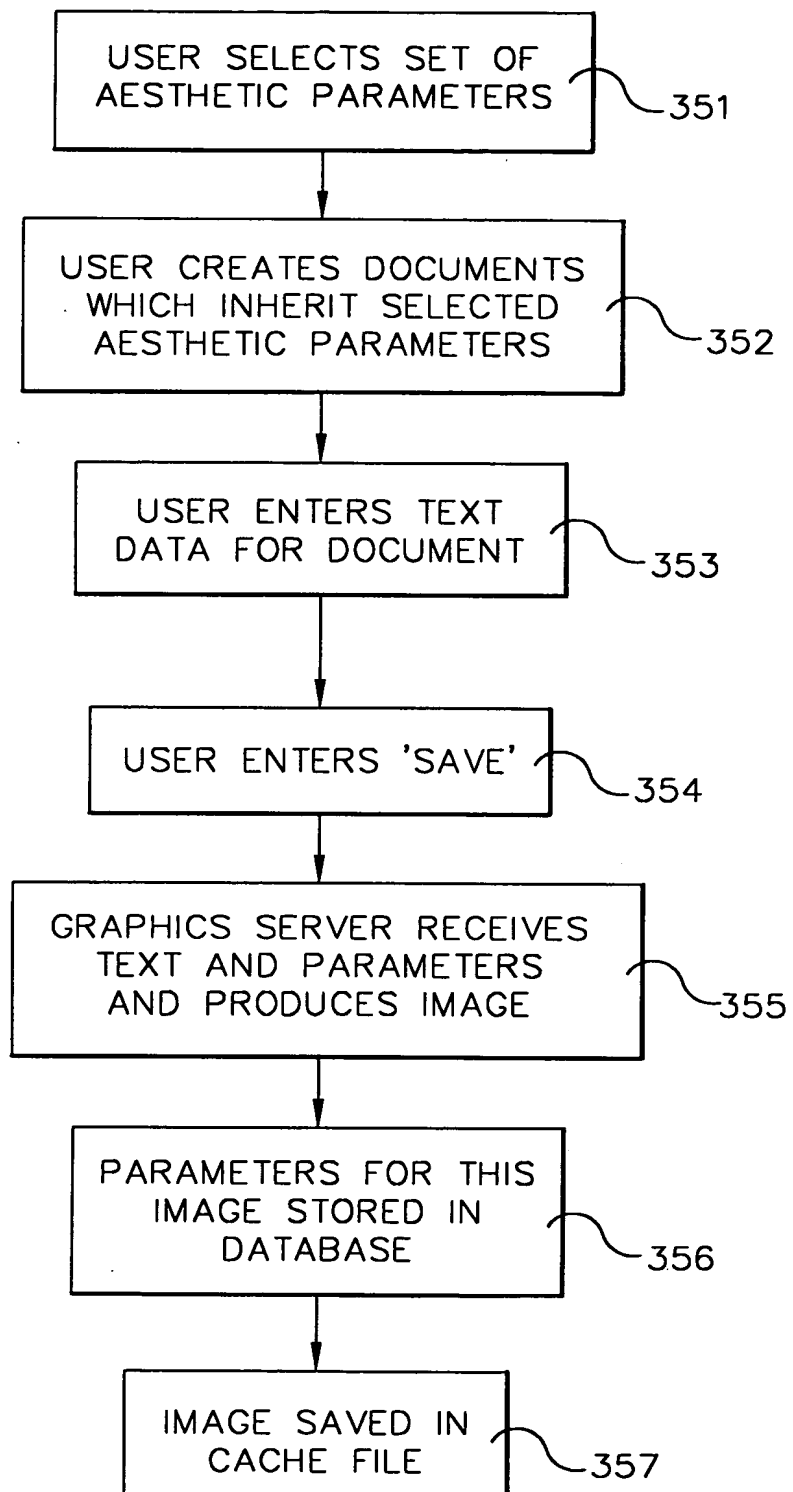 USER SELECTS SET OF
AESTHETIC PARAMETERS
351
USER CREATES DOCUMENTS
WHICH INHERIT SELECTED
AESTHETIC PARAMETERS
352
USER ENTERS TEXT
DATA FOR DOCUMENT
353
USER ENTERS 'SAVE'
354
GRAPHICS SERVER RECEIVES
TEXT AND PARAMETERS
AND PRODUCES IMAGE
355
PARAMETERS FOR THIS
IMAGE STORED IN
DATABASE
356
IMAGE SAVED IN
CACHE FILE
357